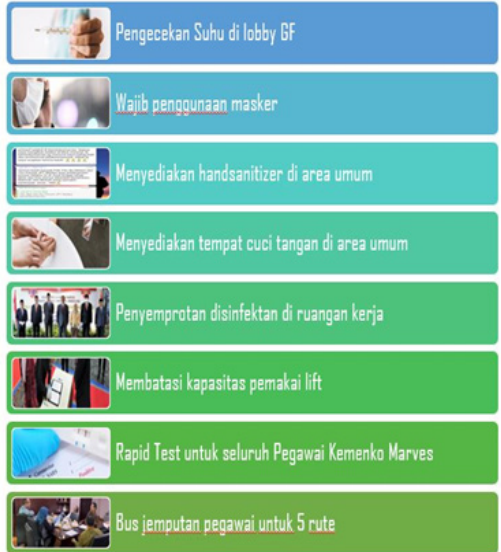 Pengecekan Suhu di lobby GF
Wajib penggunaan masker
Menyediakan handsanitizer di area umum
Menyediakan tempat cuci tangan di area umum
Penyemprotan disinfektan di ruangan kerja
Membatasi kapasitas pemakai lift
Rapid Test untuk seluruh Pegawai Kemenko Marves
Bus jemputan pegawai untuk 5 rute